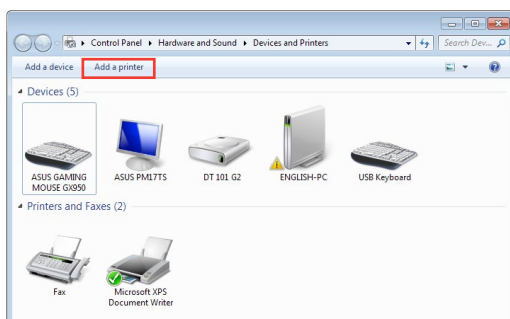 Control Panel ▸ Hardware and Sound ▸ Devices and Printers
Search Dev...
Add a device
Add a printer
Devices (5)
ASUS GAMING
MOUSE GX950
ASUS PM17TS
DT 101 G2
ENGLISH-PC
USB Keyboard
Printers and Faxes (2)
Fax
Microsoft XPS
Document Writer